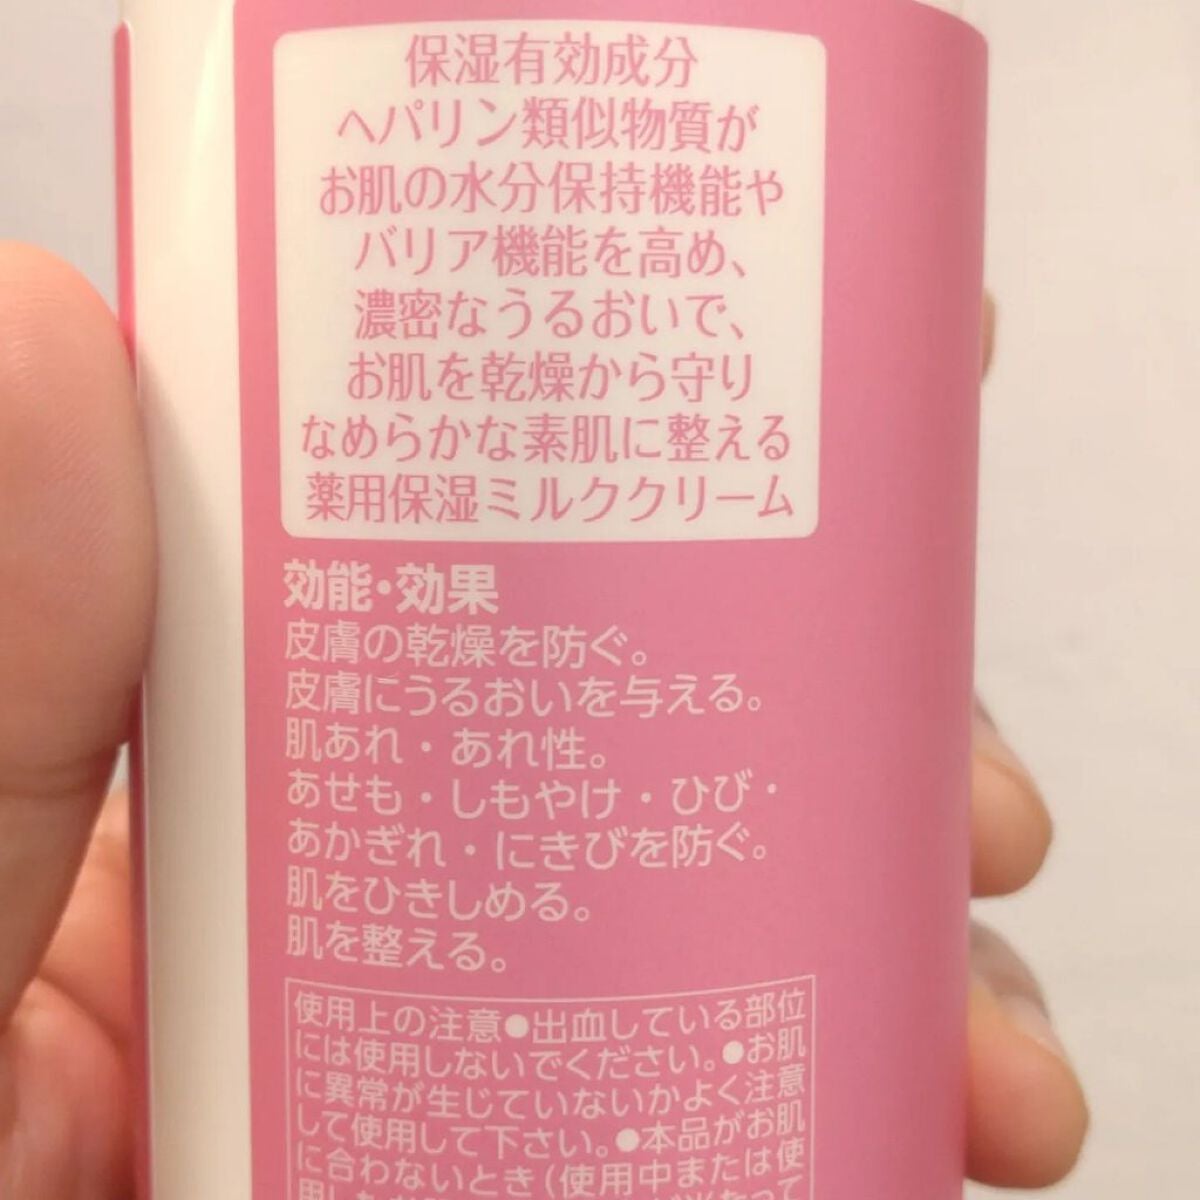 保湿有効成分
ヘパリン類似物質が
お肌の水分保持機能や
バリア機能を高め、
濃密なうるおいで、
お肌を乾燥から守り
なめらかな素肌に整える
薬用保湿ミルククリーム
効能・効果
皮膚の乾燥を防ぐ。
皮膚にうるおいを与える。
肌あれ・あれ性。
あせも・しもやけ・ひび・
あかぎれ・にきびを防ぐ。
肌をひきしめる。
肌を整える。
使用上の注意●出血している部位
には使用しないでください。●お肌
に異常が生じていないかよく注意
して使用して下さい。●本品がお肌
に合わないとき(使用中または使